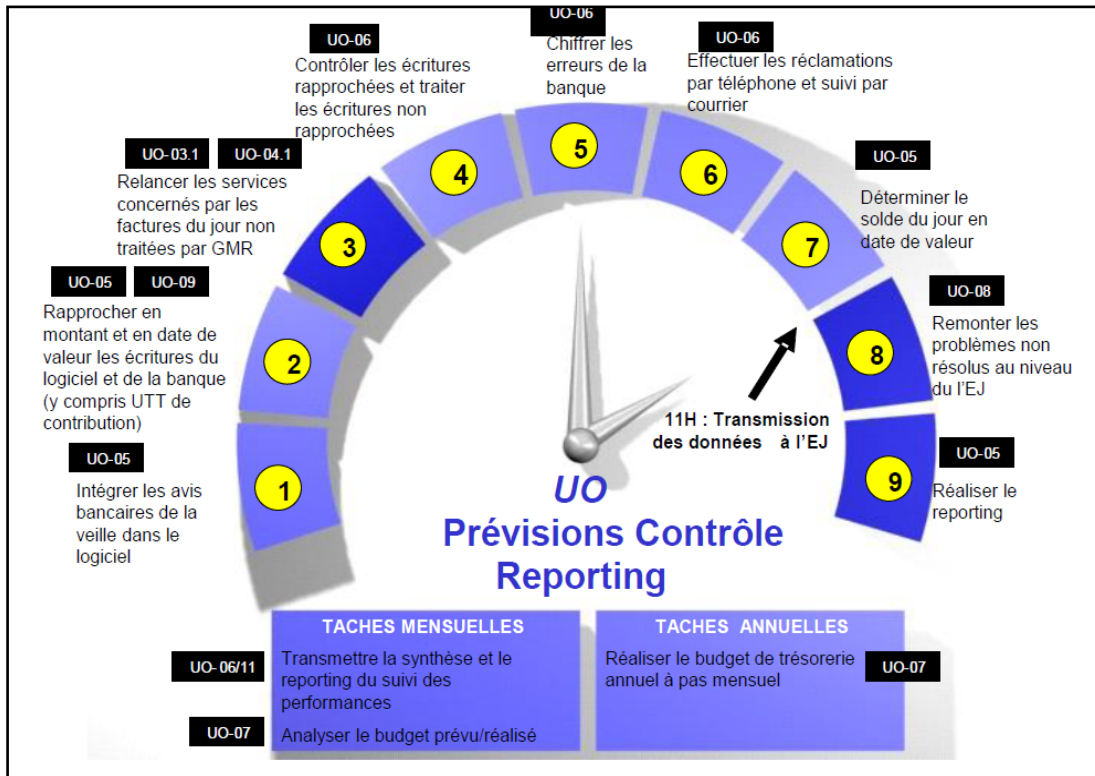 UO-06
Contrôler les écritures
rapprochées et traiter
les écritures non
rapprochées
UO-06
Chiffrer les
erreurs de la
banque
UO-06
Effectuer les réclamations
par téléphone et suivi par
courrier
UO-03.1 UO-04.1
Relancer les services
concernés par les
factures du jour non
traitées par GMR
UO-05
Déterminer le
solde du jour en
date de valeur
UO-05 UO-09
Rapprocher en
montant et en date de
valeur les écritures du
logiciel et de la banque
(y compris UTT de
contribution)
UO-08
Remonter les
problèmes non
résolus au niveau
du l'EJ
UO-05
Intégrer les avis
bancaires de la
veille dans le
logiciel
UO-05
Réaliser le
reporting
1
2
3
4
5
6
7
8
9
11H : Transmission
des données à l'EJ
UO
Prévisions Contrôle
Reporting
TACHES MENSUELLES
UO- 06/11
Transmettre la synthèse et le
reporting du suivi des
performances
UO-07
Analyser le budget prévu/réalisé
TACHES ANNUELLES
Réaliser le budget de trésorerie
annuel à pas mensuel
UO-07